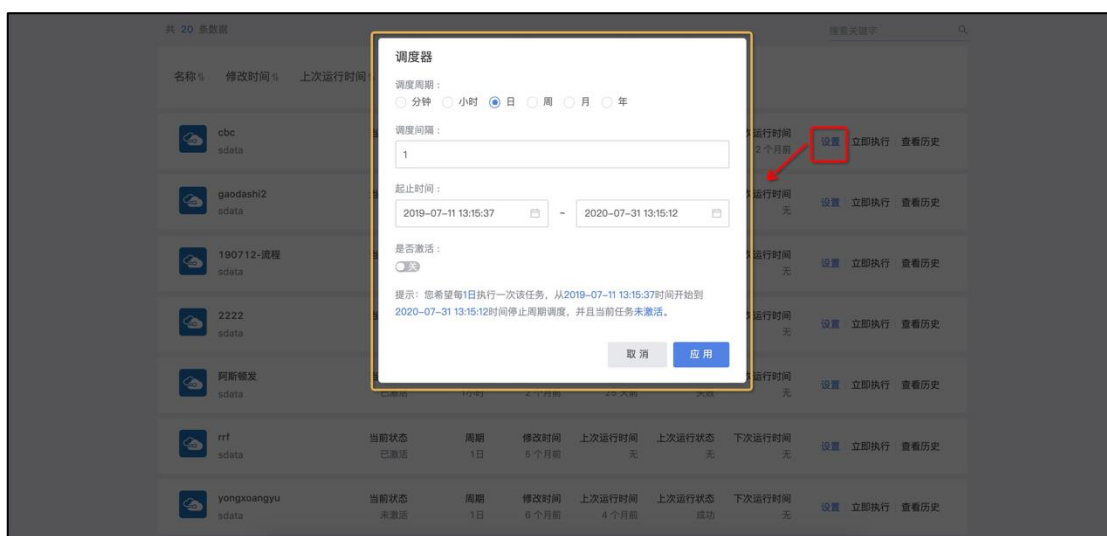 共 20 条数据
搜索关键字
名称 修改时间 上次运行时间
调度器
调度周期：
分钟 小时 日 周 月 年
调度间隔：
1
起止时间：
2019-07-11 13:15:37 ~ 2020-07-31 13:15:12
是否激活：
关
提示：您希望每1日执行一次该任务，从2019-07-11 13:15:37时间开始到
2020-07-31 13:15:12时间停止周期调度，并且当前任务未激活。
取消 应用
cbc 运行时间 设置 立即执行 查看历史
sdata 2 个月前
gaodashi2 运行时间 设置 立即执行 查看历史
sdata 无
190712-流程 运行时间 设置 立即执行 查看历史
sdata 无
2222 运行时间 设置 立即执行 查看历史
sdata 无
阿斯顿发 运行时间 设置 立即执行 查看历史
sdata 无
rrf 当前状态 周期 修改时间 上次运行时间 上次运行状态 下次运行时间 设置 立即执行 查看历史
sdata 已激活 1日 5 个月前 无 无 无
yongxoangyu 当前状态 周期 修改时间 上次运行时间 上次运行状态 下次运行时间 设置 立即执行 查看历史
sdata 未激活 1日 6 个月前 4 个月前 成功 无